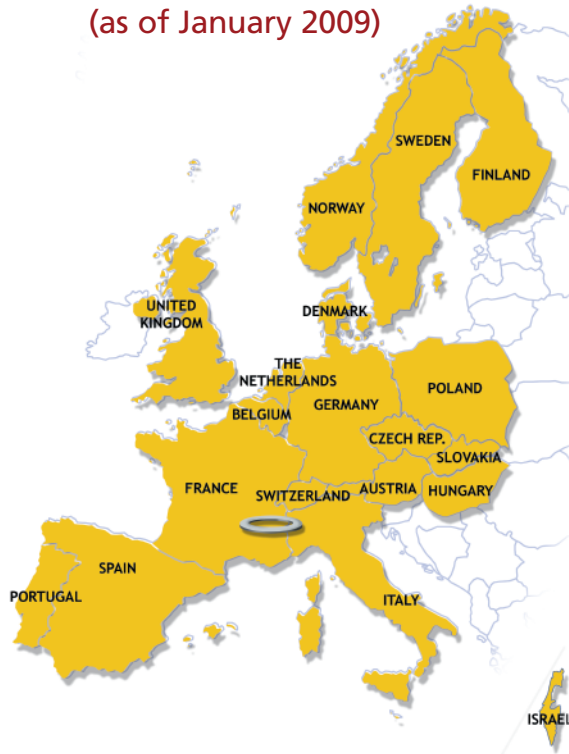 (as of January 2009)
SWEDEN
FINLAND
NORWAY
UNITED
KINGDOM
DENMARK
THE
NETHERLANDS
BELGIUM
GERMANY
POLAND
CZECH REP.
SLOVAKIA
FRANCE
SWITZERLAND
AUSTRIA
HUNGARY
SPAIN
PORTUGAL
ITALY
ISRAEL